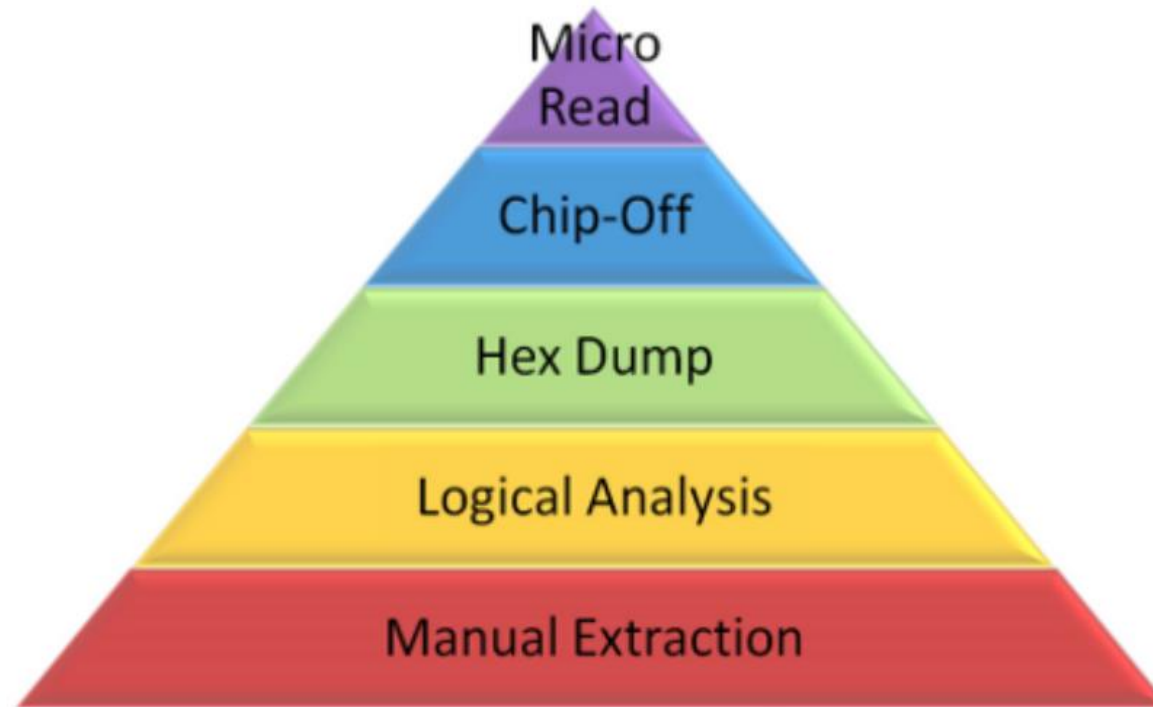 Micro
Read
Chip-Off
Hex Dump
Logical Analysis
Manual Extraction